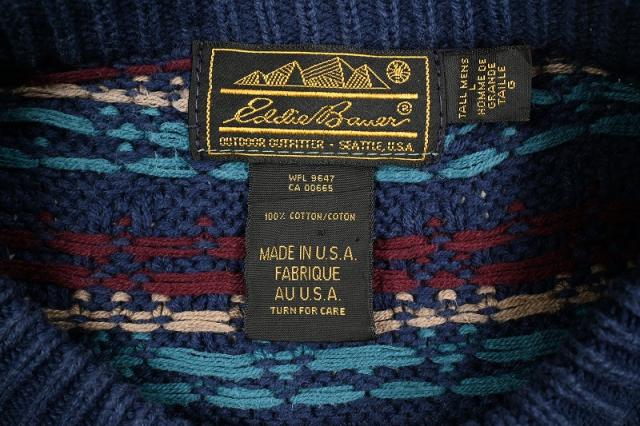 Eddie Bauer®
OUTDOOR OUTFITTER - SEATTLE, U.S.A.
TALL MENS
L
HOMME DE
GRANDE
TAILLE
G
WPL 9647
CA 00665
100% COTTON/COTON
MADE IN U.S.A.
FABRIQUE
AU U.S.A.
TURN FOR CARE